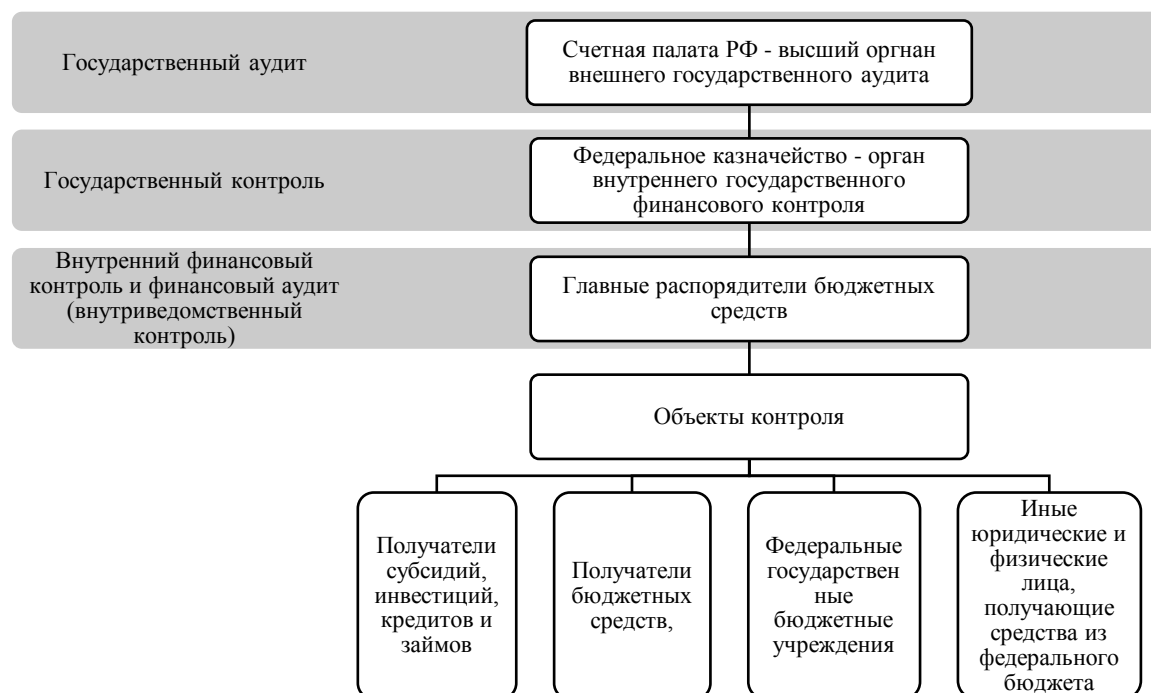 Государственный аудит
Счетная палата РФ - высший оргнан
внешнего государственного аудита
Государственный контроль
Федеральное казначейство - орган
внутреннего государственного
финансового контроля
Внутренний финансовый
контроль и финансовый аудит
(внутриведомственный
контроль)
Главные распорядители бюджетных
средств
Объекты контроля
Получатели
субсидий,
инвестиций,
кредитов и
займов
Получатели
бюджетных
средств,
Федеральные
государствен
ные
бюджетные
учреждения
Иные
юридические и
физические
лица,
получающие
средства из
федерального
бюджета